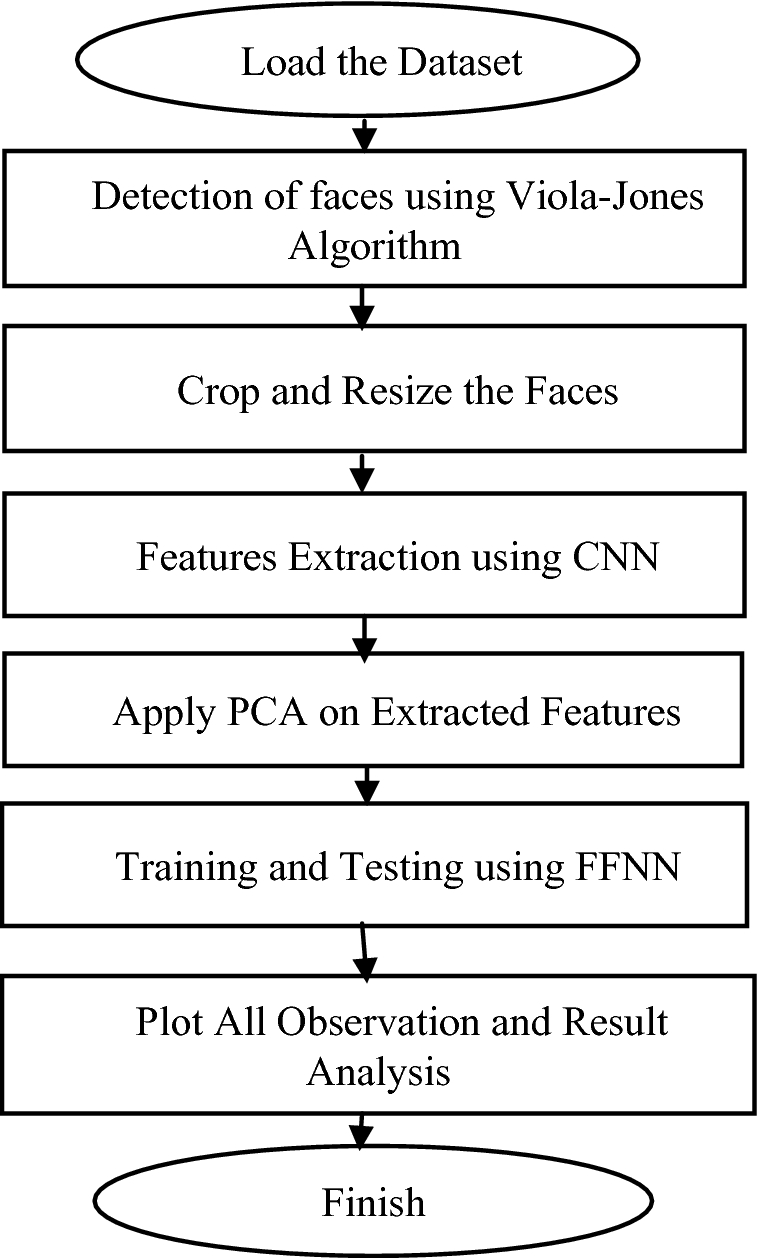 Load the Dataset
Detection of faces using Viola-Jones
Algorithm
Crop and Resize the Faces
Features Extraction using CNN
Apply PCA on Extracted Features
Training and Testing using FFNN
Plot All Observation and Result
Analysis
Finish